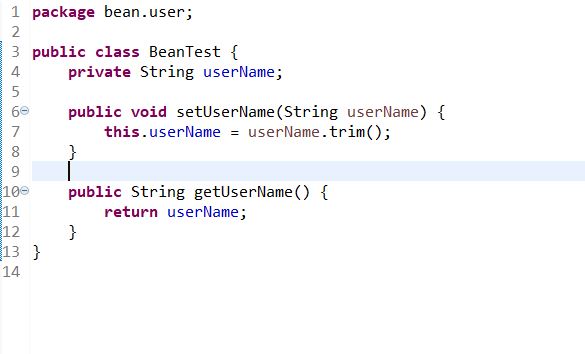 1 package bean.user;
2
3 public class BeanTest {
4     private String userName;
5
6     public void setUserName(String userName) {
7         this.userName = userName.trim();
8     }
9
10     public String getUserName() {
11         return userName;
12     }
13 }
14